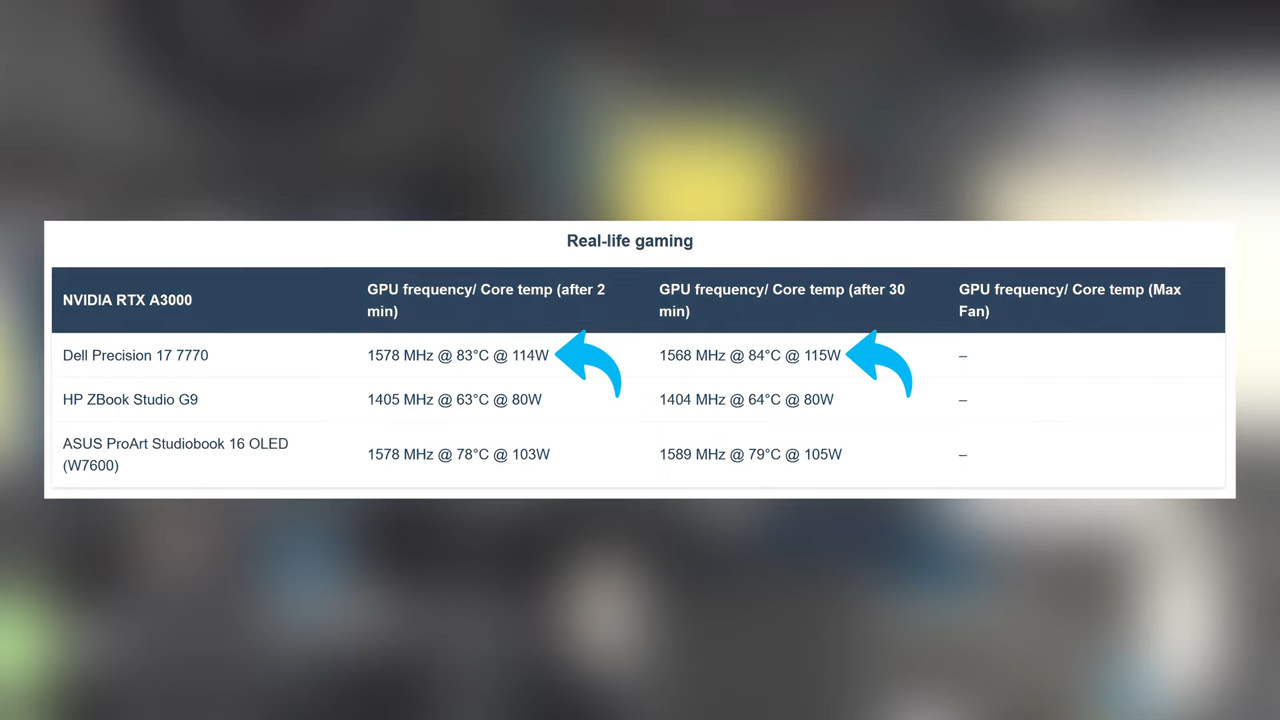 Real-life gaming
NVIDIA RTX A3000
GPU frequency/ Core temp (after 2
min)
GPU frequency/ Core temp (after 30
min)
GPU frequency/ Core temp (Max
Fan)
Dell Precision 17 7770
1578 MHz @ 83°C @ 114W
1568 MHz @ 84°C @ 115W
–
HP ZBook Studio G9
1405 MHz @ 63°C @ 80W
1404 MHz @ 64°C @ 80W
–
ASUS ProArt Studiobook 16 OLED
(W7600)
1578 MHz @ 78°C @ 103W
1589 MHz @ 79°C @ 105W
–